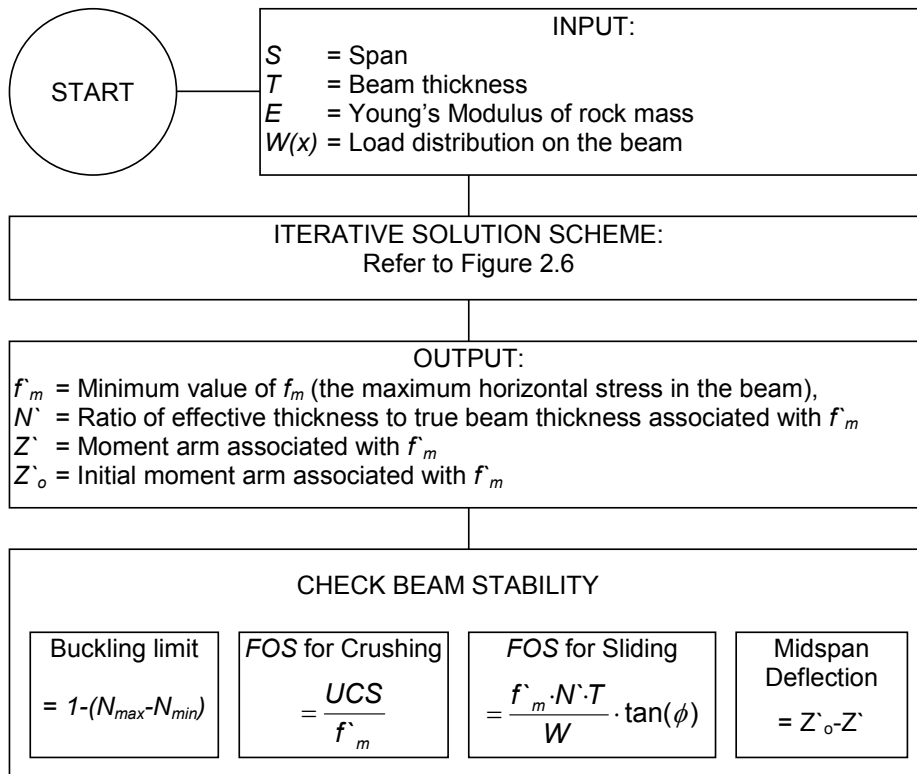 START
INPUT:
S = Span
T = Beam thickness
E = Young's Modulus of rock mass
W(x) = Load distribution on the beam
ITERATIVE SOLUTION SCHEME:
Refer to Figure 2.6
OUTPUT:
f`m = Minimum value of fm (the maximum horizontal stress in the beam),
N` = Ratio of effective thickness to true beam thickness associated with f`m
Z` = Moment arm associated with f`m
Z`o = Initial moment arm associated with f`m
CHECK BEAM STABILITY
Buckling limit
= 1-(Nmax-Nmin)
FOS for Crushing
= UCS / f`m
FOS for Sliding
= f`m·N`·T / W · tan(φ)
Midspan
Deflection
= Z`o-Z`